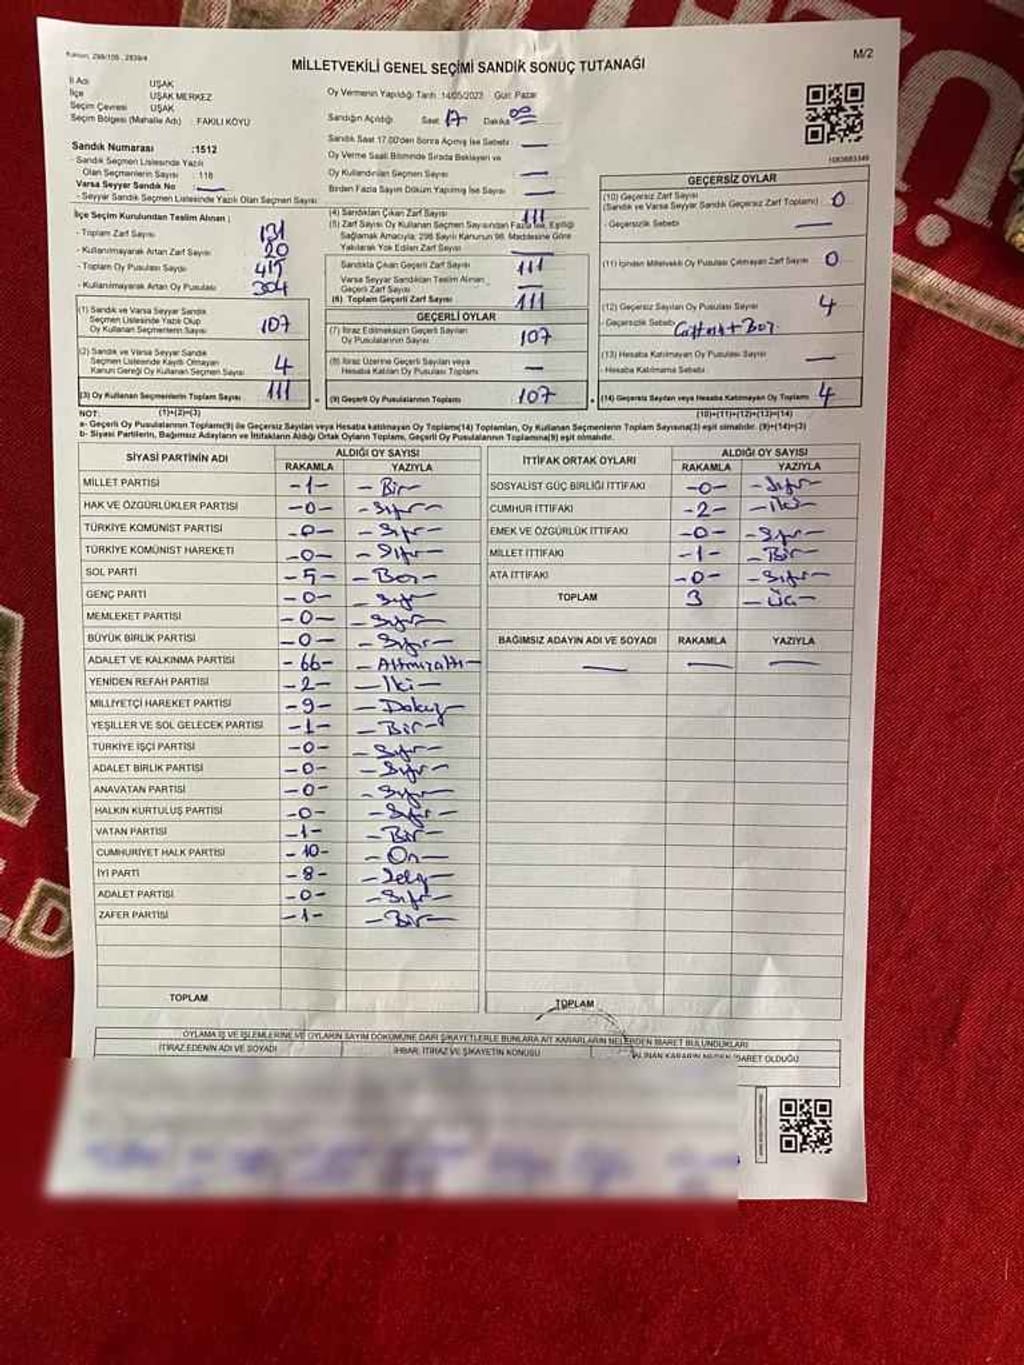 Kanun: 298/105 , 2839/4
M/2
MİLLETVEKİLİ GENEL SEÇİMİ SANDIK SONUÇ TUTANAĞI
İl Adı UŞAK
İlçe UŞAK MERKEZ
Seçim Çevresi UŞAK
Seçim Bölgesi (Mahalle Adı) : FAKILI KÖYÜ
Oy Vermenin Yapıldığı Tarih: 14/05/2023 Gün: Pazar
Sandığın Açıldığı Saat: 17 Dakika: 00
Sandık Saat 17.00'den Sonra Açılmış İse Sebebi : —
Oy Verme Saati Bitiminde Sırada Bekleyen ve
Oy Kullandırılan Seçmen Sayısı : —
Birden Fazla Sayım Döküm Yapılmış İse Sayısı : —
Sandık Numarası :1512
- Sandık Seçmen Listesinde Yazılı
Olan Seçmenlerin Sayısı : 118
Varsa Seyyar Sandık No : —
- Seyyar Sandık Seçmen Listesinde Yazılı Olan Seçmen Sayısı
İlçe Seçim Kurulundan Teslim Alınan ;
- Toplam Zarf Sayısı : 131
- Kullanılmayarak Artan Zarf Sayısı : 20
- Toplam Oy Pusulası Sayısı : 415
- Kullanılmayarak Artan Oy Pusulası : 304
(1) Sandık ve Varsa Seyyar Sandık
Seçmen Listesinde Yazılı Olup
Oy Kullanan Seçmenlerin Sayısı 107
(2) Sandık ve Varsa Seyyar Sandık
Seçmen Listesinde Kayıtlı Olmayan
Kanun Gereği Oy Kullanan Seçmen Sayısı 4
(3) Oy Kullanan Seçmenlerin Toplam Sayısı 111
(4) Sandıktan Çıkan Zarf Sayısı 111
(5) Zarf Sayısı Oy Kullanan Seçmen Sayısından Fazla ise, Eşitliği
Sağlamak Amacıyla; 298 Sayılı Kanunun 98. Maddesine Göre
Yakılarak Yok Edilen Zarf Sayısı —
Sandıkta Çıkan Geçerli Zarf Sayısı 111
Varsa Seyyar Sandıktan Teslim Alınan
Geçerli Zarf Sayısı —
(6) Toplam Geçerli Zarf Sayısı 111
GEÇERLİ OYLAR
(7) İtiraz Edilmeksizin Geçerli Sayılan
Oy Pusulalarının Sayısı 107
(8) İtiraz Üzerine Geçerli Sayılan veya
Hesaba Katılan Oy Pusulası Toplamı —
(9) Geçerli Oy Pusulalarının Toplamı 107
GEÇERSİZ OYLAR
(10) Geçersiz Zarf Sayısı
(Sandık ve Varsa Seyyar Sandık Geçersiz Zarf Toplamı) 0
- Geçersizlik Sebebi: —
(11) İçinden Milletvekili Oy Pusulası Çıkmayan Zarf Sayısı 0
(12) Geçersiz Sayılan Oy Pusulası Sayısı 4
- Geçersizlik Sebebi:
(13) Hesaba Katılmayan Oy Pusulası Sayısı —
- Hesaba Katılmama Sebebi:
(14) Geçersiz Sayılan veya Hesaba Katılmayan Oy Toplamı 4
NOT: (1)+(2)=(3) (10)+(11)+(12)+(13)=(14)
a- Geçerli Oy Pusulalarının(9) ile Geçersiz Sayılan veya Hesaba katılmayan Oy Toplamı(14) Toplamları, Oy Kullanan Seçmenlerin Toplam Sayısına(3) eşit olmalıdır. (9)+(14)=(3)
b- Siyasi Partilerin, Bağımsız Adayların ve İttifakların Aldığı Ortak Oyların Toplamı, Geçerli Oy Pusulalarının Toplamına(9) eşit olmalıdır.
SİYASİ PARTİNİN ADI ALDIĞI OY SAYISI
RAKAMLA YAZIYLA
MİLLET PARTİSİ -1- -Bir-
HAK VE ÖZGÜRLÜKLER PARTİSİ -0- -Sıfır-
TÜRKİYE KOMÜNİST PARTİSİ -0- -Sıfır-
TÜRKİYE KOMÜNİST HAREKETİ -0- -Sıfır-
SOL PARTİ -5- -Beş-
GENÇ PARTİ -0- -Sıfır-
MEMLEKET PARTİSİ -0- -Sıfır-
BÜYÜK BİRLİK PARTİSİ -0- -Sıfır-
ADALET VE KALKINMA PARTİSİ -66- -Altmışaltı-
YENİDEN REFAH PARTİSİ -2- -İki-
MİLLİYETÇİ HAREKET PARTİSİ -9- -Dokuz-
YEŞİLLER VE SOL GELECEK PARTİSİ -1- -Bir-
TÜRKİYE İŞÇİ PARTİSİ -0- -Sıfır-
ADALET BİRLİK PARTİSİ -0- -Sıfır-
ANAVATAN PARTİSİ -0- -Sıfır-
HALKIN KURTULUŞ PARTİSİ -0- -Sıfır-
VATAN PARTİSİ -1- -Bir-
CUMHURİYET HALK PARTİSİ -10- -On-
İYİ PARTİ -8- -Sekiz-
ADALET PARTİSİ -0- -Sıfır-
ZAFER PARTİSİ -1- -Bir-
TOPLAM
İTTİFAK ORTAK OYLARI ALDIĞI OY SAYISI
RAKAMLA YAZIYLA
SOSYALİST GÜÇ BİRLİĞİ İTTİFAKI -0- -Sıfır-
CUMHUR İTTİFAKI -2- -İki-
EMEK VE ÖZGÜRLÜK İTTİFAKI -0- -Sıfır-
MİLLET İTTİFAKI -1- -Bir-
ATA İTTİFAKI -0- -Sıfır-
TOPLAM 3 -Üç-
BAĞIMSIZ ADAYIN ADI VE SOYADI RAKAMLA YAZIYLA
— — —
TOPLAM
OYLAMA İŞ VE İŞLEMLERİNE VE OYLARIN SAYIM DÖKÜMÜNE DAİR ŞİKAYETLERLE BUNLARA AİT KARARLARIN NELERDEN İBARET BULUNDUKLARI
İTİRAZ EDENİN ADI VE SOYADI İHBAR, İTİRAZ VE ŞİKAYETİN KONUSU ALINAN KARARIN NEDEN İBARET OLDUĞU